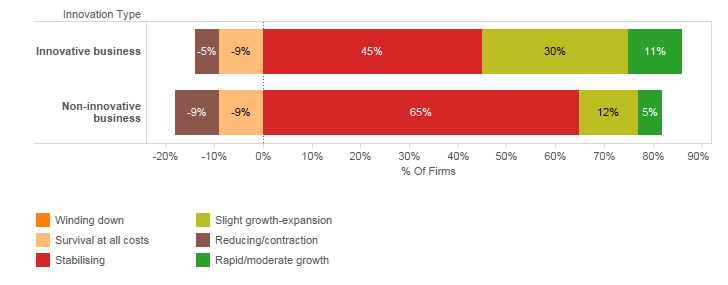 Innovation Type
Innovative business
-5% -9% 45% 30% 11%
Non-innovative
business
-9% -9% 65% 12% 5%
-20% -10% 0% 10% 20% 30% 40% 50% 60% 70% 80% 90%
% Of Firms
Winding down
Slight growth-expansion
Survival at all costs
Reducing/contraction
Stabilising
Rapid/moderate growth